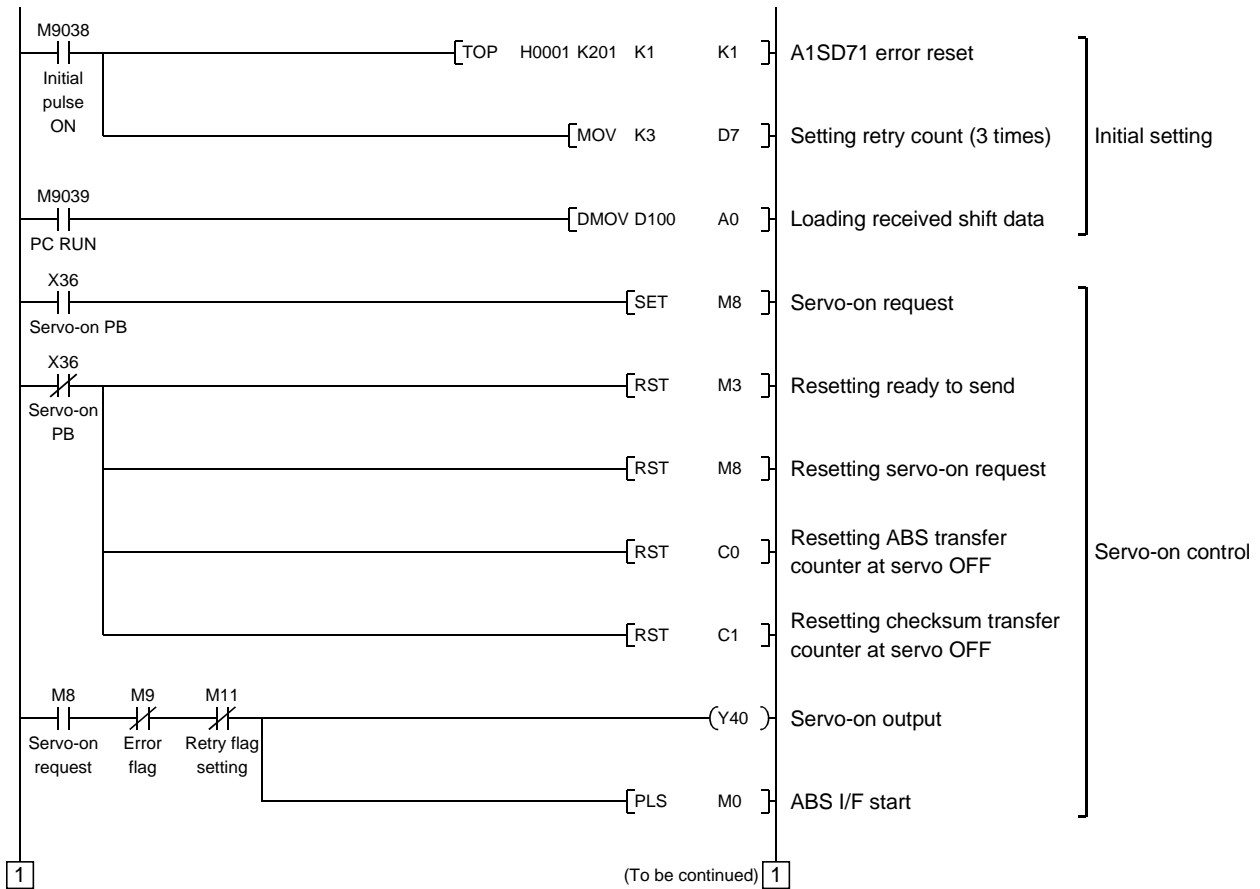 M9038
TOP H0001 K201 K1 K1 A1SD71 error reset
Initial
pulse
ON
MOV K3 D7 Setting retry count (3 times)
Initial setting
M9039
DMOV D100 A0 Loading received shift data
PC RUN
X36
SET M8 Servo-on request
Servo-on PB
X36
RST M3 Resetting ready to send
Servo-on
PB
RST M8 Resetting servo-on request
RST C0 Resetting ABS transfer
counter at servo OFF
Servo-on control
RST C1 Resetting checksum transfer
counter at servo OFF
M8 M9 M11
Y40 Servo-on output
Servo-on Error Retry flag
request flag setting
PLS M0 ABS I/F start
1 (To be continued) 1